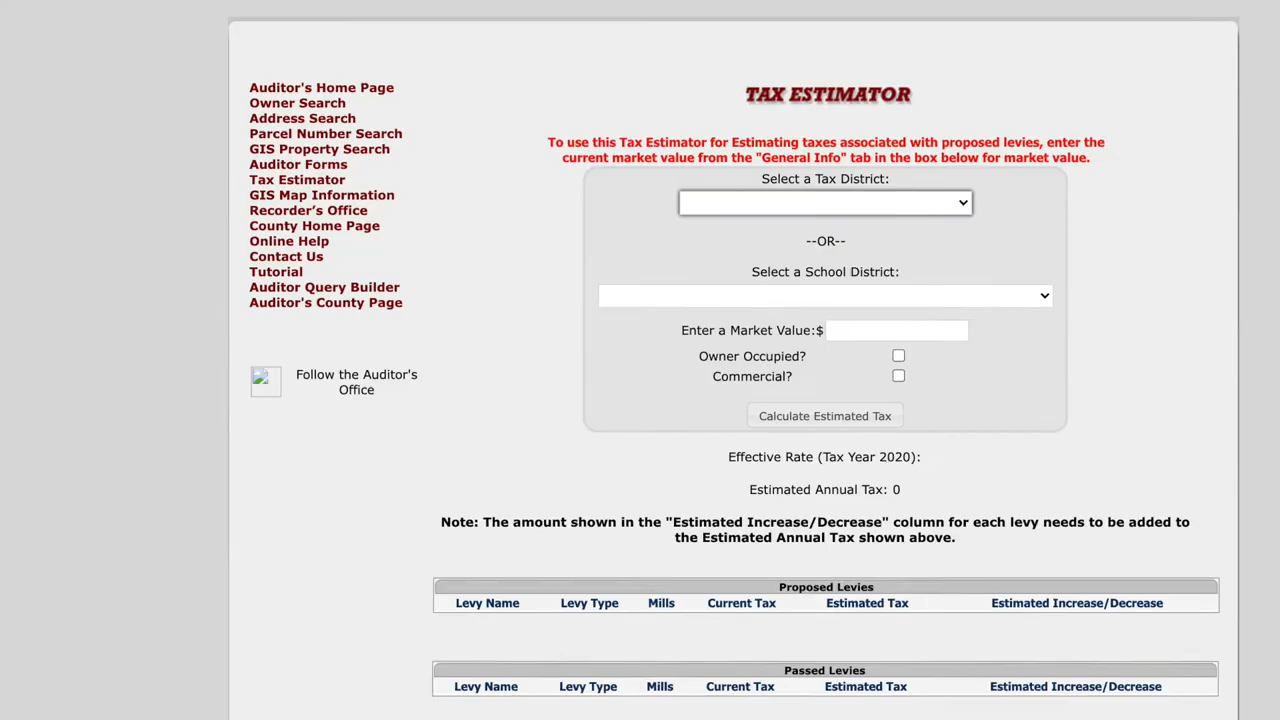 Auditor's Home Page
Owner Search
Address Search
Parcel Number Search
GIS Property Search
Auditor Forms
Tax Estimator
GIS Map Information
Recorder’s Office
County Home Page
Online Help
Contact Us
Tutorial
Auditor Query Builder
Auditor's County Page
Follow the Auditor's
Office
TAX ESTIMATOR
To use this Tax Estimator for Estimating taxes associated with proposed levies, enter the
current market value from the "General Info" tab in the box below for market value.
Select a Tax District:
--OR--
Select a School District:
Enter a Market Value:$
Owner Occupied?
Commercial?
Calculate Estimated Tax
Effective Rate (Tax Year 2020):
Estimated Annual Tax: 0
Note: The amount shown in the "Estimated Increase/Decrease" column for each levy needs to be added to
the Estimated Annual Tax shown above.
Proposed Levies
Levy Name Levy Type Mills Current Tax Estimated Tax Estimated Increase/Decrease
Passed Levies
Levy Name Levy Type Mills Current Tax Estimated Tax Estimated Increase/Decrease